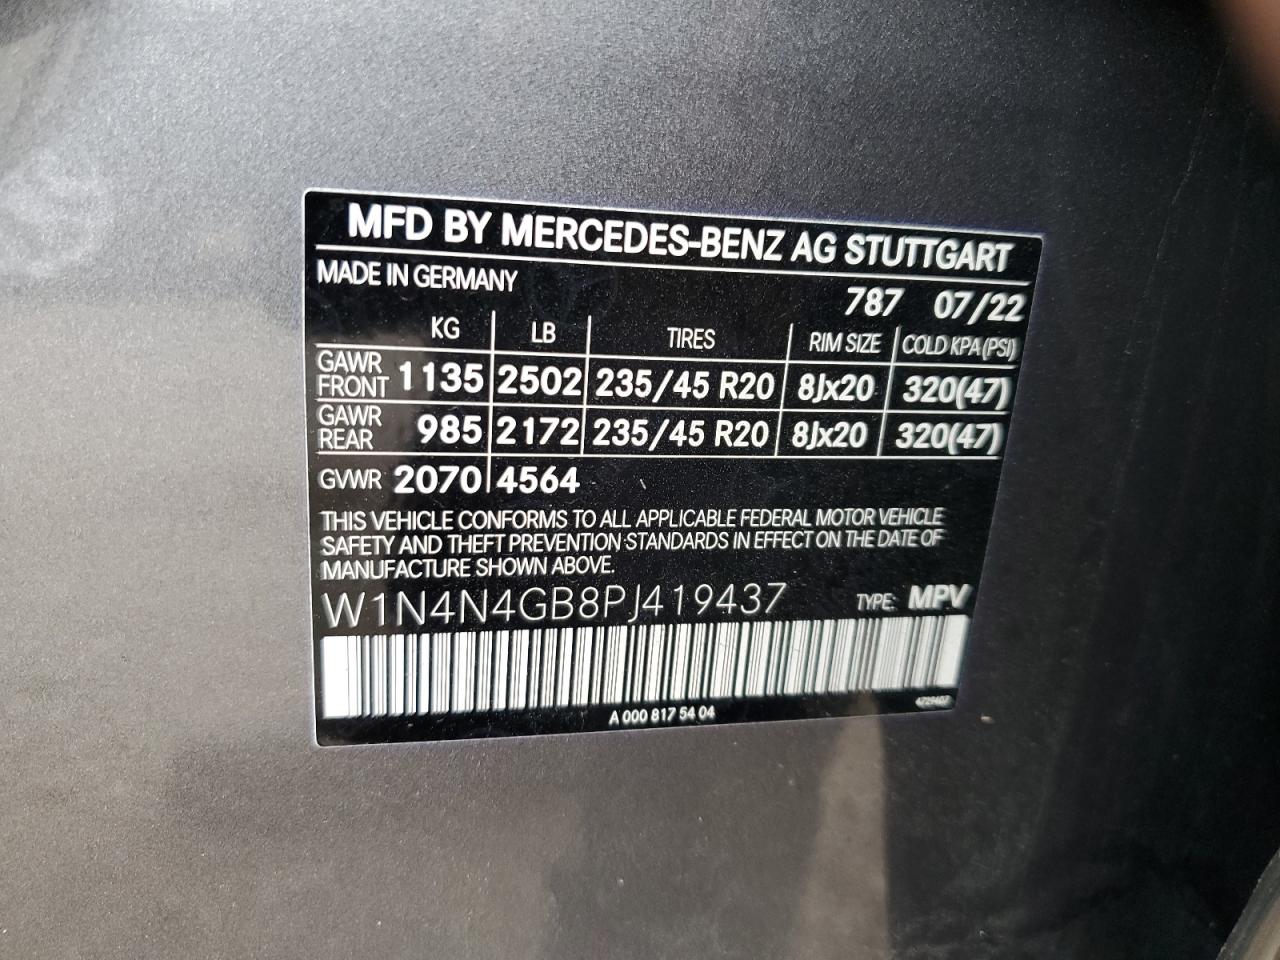 MFD BY MERCEDES-BENZ AG STUTTGART
MADE IN GERMANY
787 07/22
KG LB TIRES RIM SIZE COLD KPA (PSI)
GAWR FRONT 1135 2502 235/45 R20 8Jx20 320(47)
GAWR REAR 985 2172 235/45 R20 8Jx20 320(47)
GVWR 2070 4564
THIS VEHICLE CONFORMS TO ALL APPLICABLE FEDERAL MOTOR VEHICLE
SAFETY AND THEFT PREVENTION STANDARDS IN EFFECT ON THE DATE OF
MANUFACTURE SHOWN ABOVE.
W1N4N4GB8PJ419437 TYPE: MPV
A 000 817 54 04